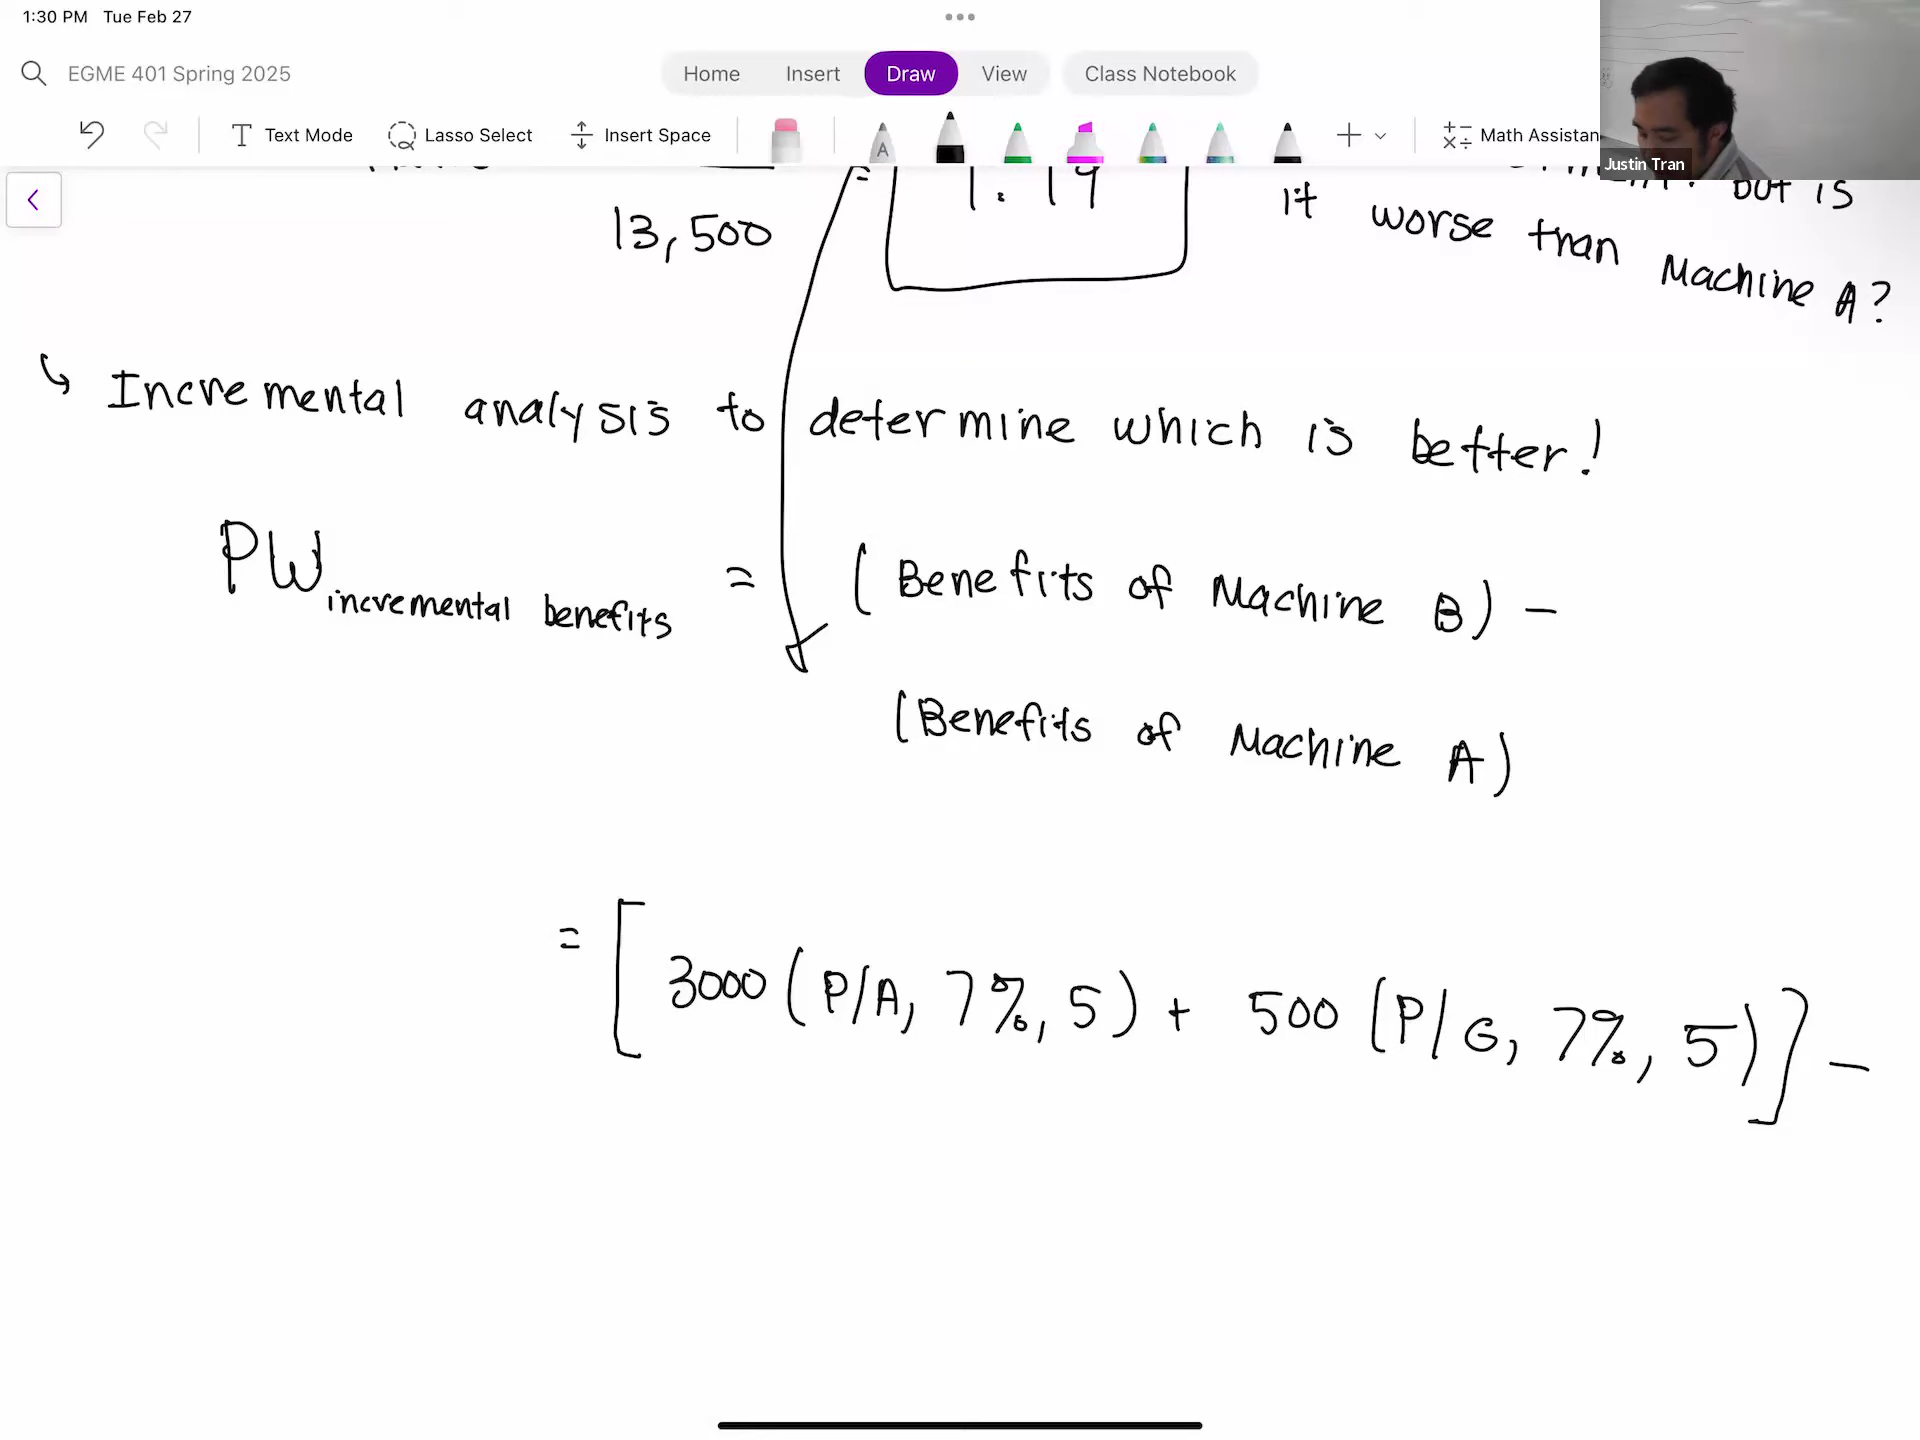 1:30 PM Tue Feb 27
EGME 401 Spring 2025
Home Insert Draw View Class Notebook
Text Mode Lasso Select Insert Space A Math Assistan
Justin Tran
13,500 = 1.19 but is
it worse than Machine A?
↳ Incremental analysis to determine which is better!
PW incremental benefits = (Benefits of Machine B) -
(Benefits of Machine A)
= [3000 (P/A, 7%, 5) + 500 (P/G, 7%, 5)] -